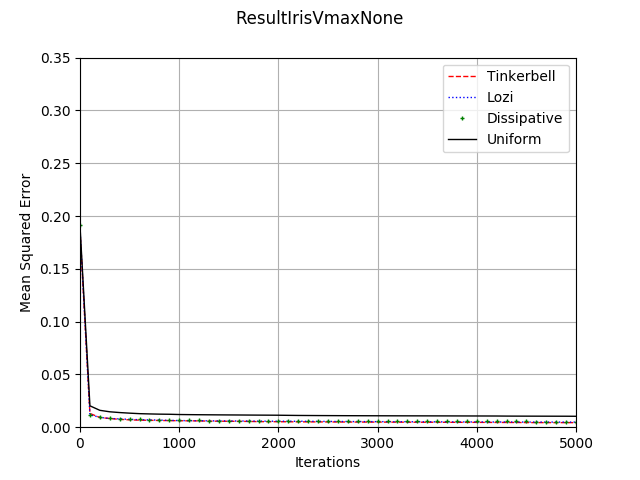 ResultIrisVmaxNone
0.35
0.30
0.25
0.20
0.15
0.10
0.05
0.00
Mean Squared Error
Tinkerbell
Lozi
Dissipative
Uniform
0 1000 2000 3000 4000 5000
Iterations